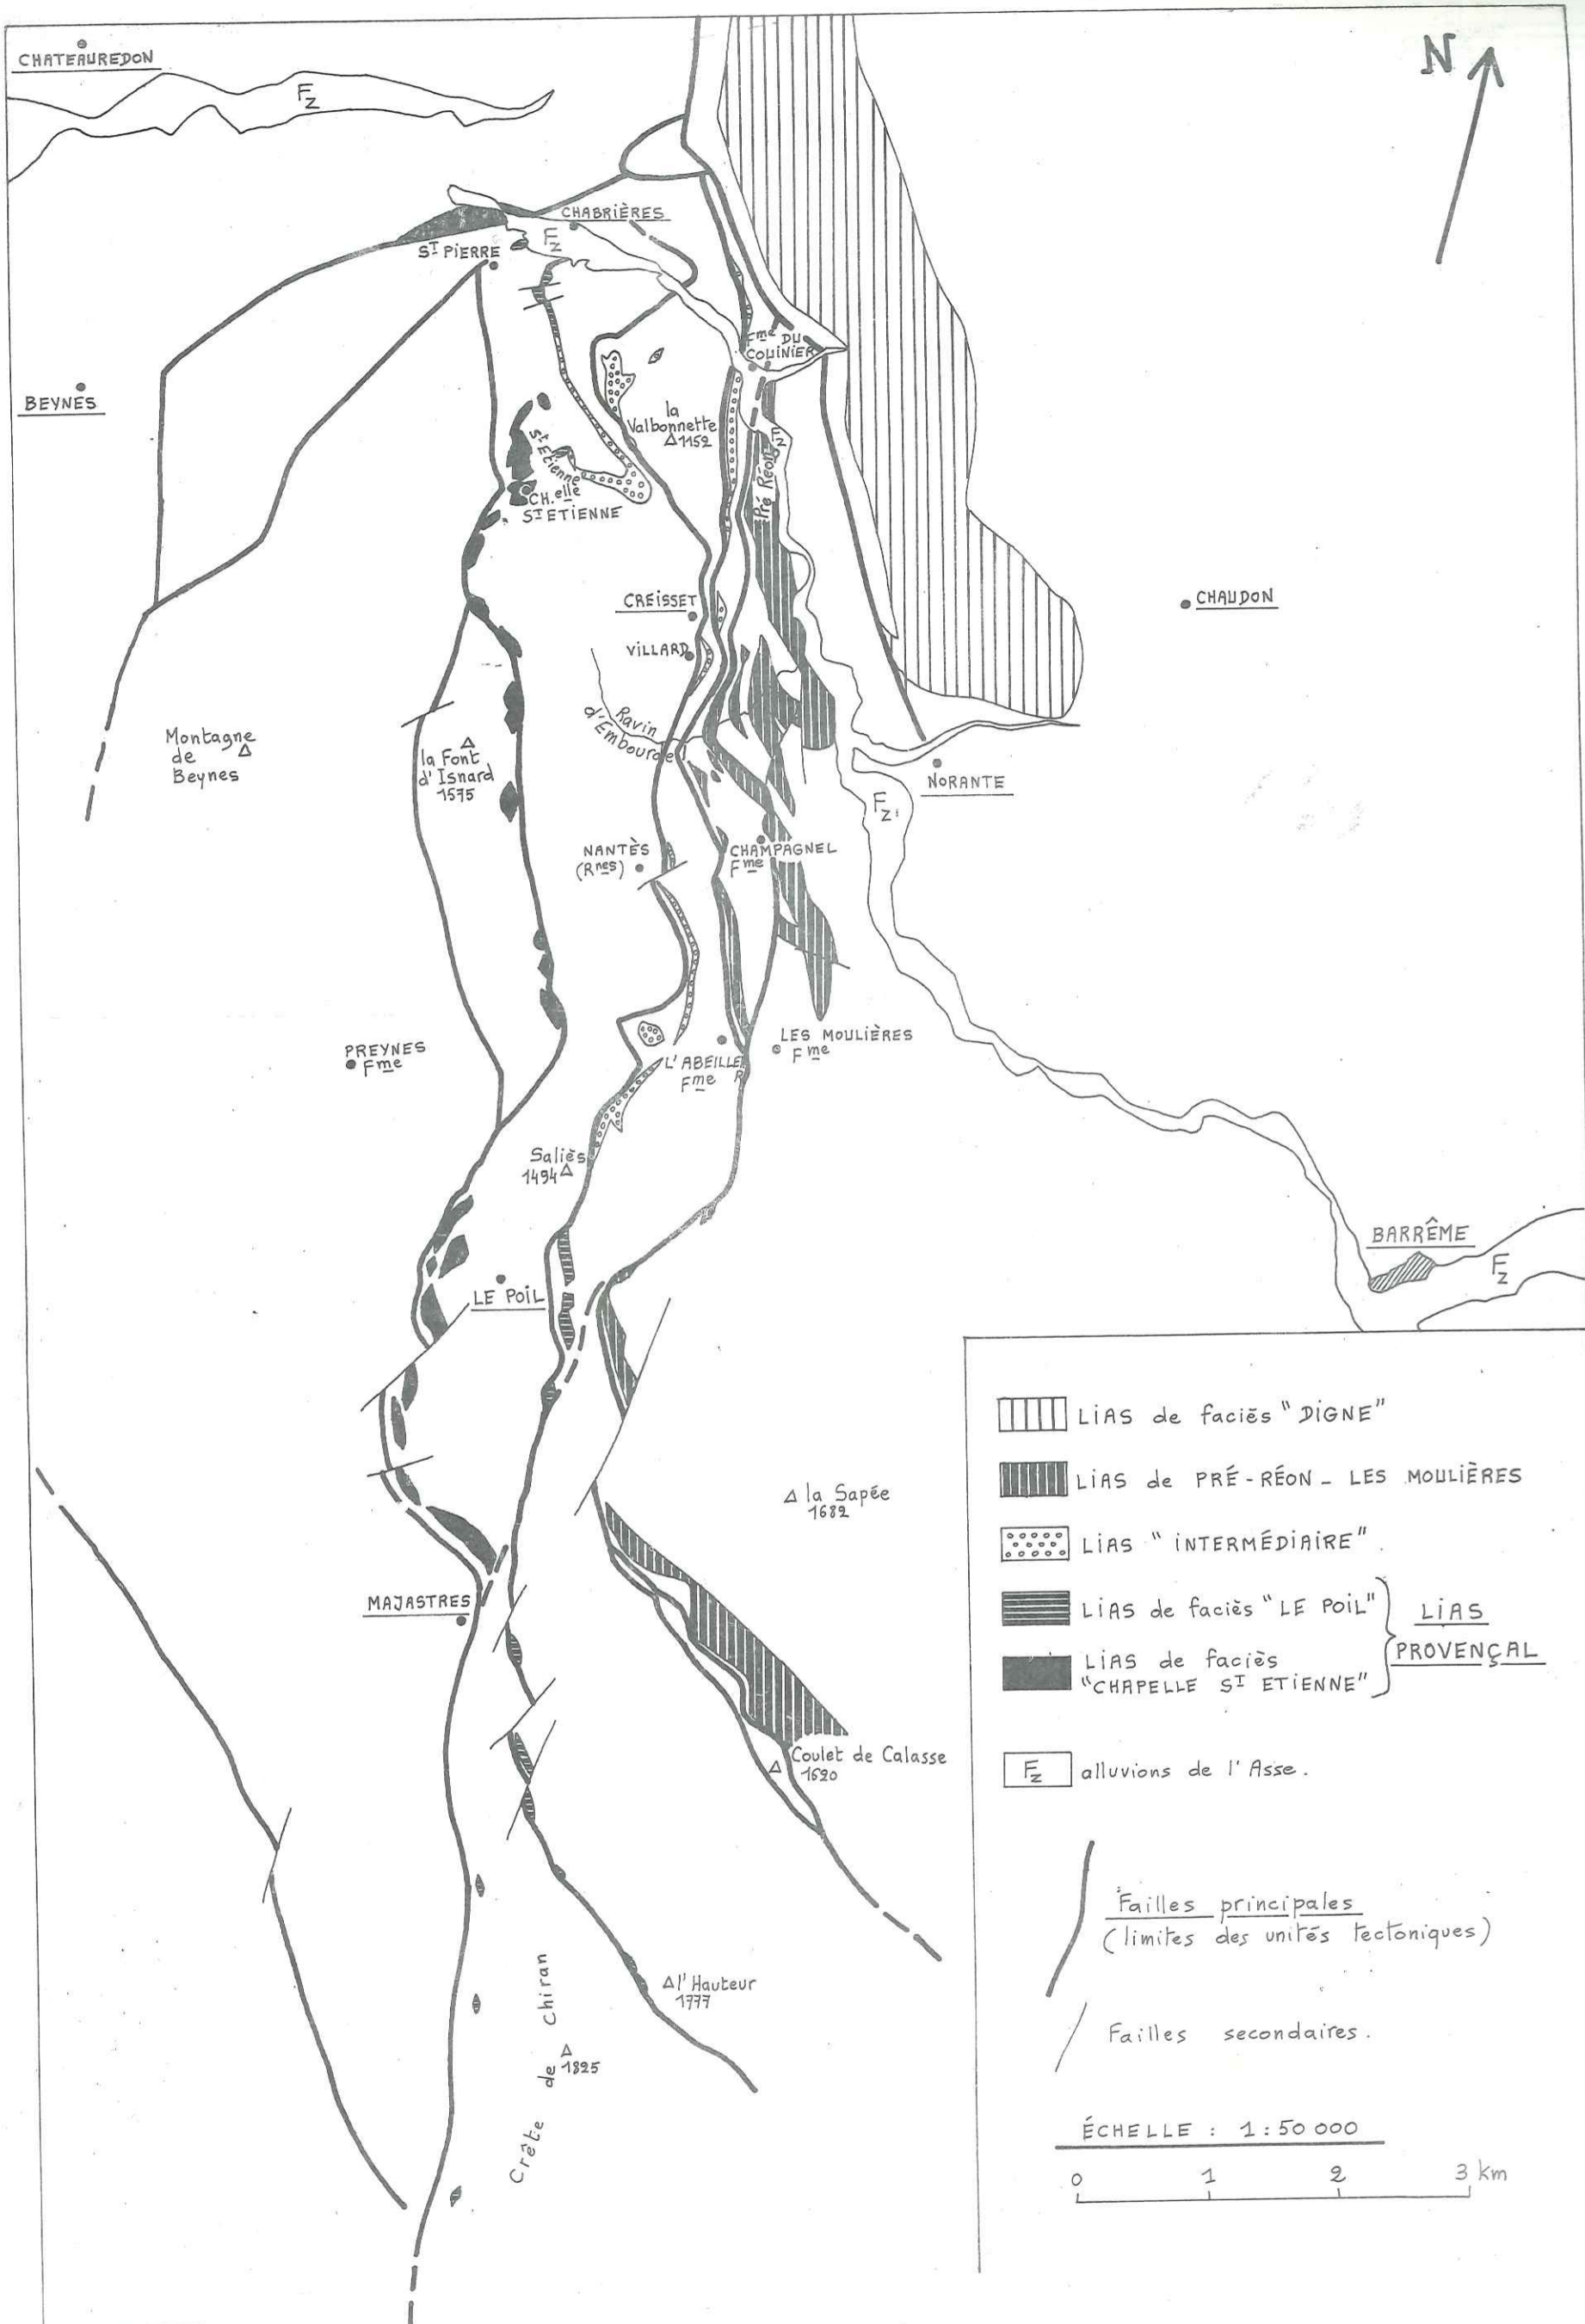 CHATEAUREDON
Fz
N
CHABRIÈRES
Fz
ST PIERRE
Fme DU
COUINIER
BEYNES
la
Valbonnette
1152
Fz
Pré Réon
St Etienne
CH.elle
ST ETIENNE
CREISSET
CHAUDON
VILLARD
Ravin
d'Embourde
Montagne
de
Beynes
la Font
d'Isnard
1575
NORANTE
Fz
NANTÈS
(Rnes)
CHAMPAGNEL
Fme
PREYNES
Fme
LES MOULIÈRES
Fme
L'ABEILLE
Fme
Saliès
1494
BARRÊME
Fz
LE POIL
LIAS de faciès "DIGNE"
LIAS de PRÉ-RÉON - LES MOULIÈRES
LIAS "INTERMÉDIAIRE".
LIAS de faciès "LE POIL"
LIAS de faciès
"CHAPELLE ST ETIENNE"
LIAS
PROVENÇAL
Fz alluvions de l'Asse.
la Sapée
1682
MAJASTRES
Coulet de Calasse
1620
Failles principales
(limites des unités tectoniques)
l'Hauteur
1777
Failles secondaires.
Crête de Chiran
1825
ÉCHELLE : 1:50 000
0 1 2 3 km